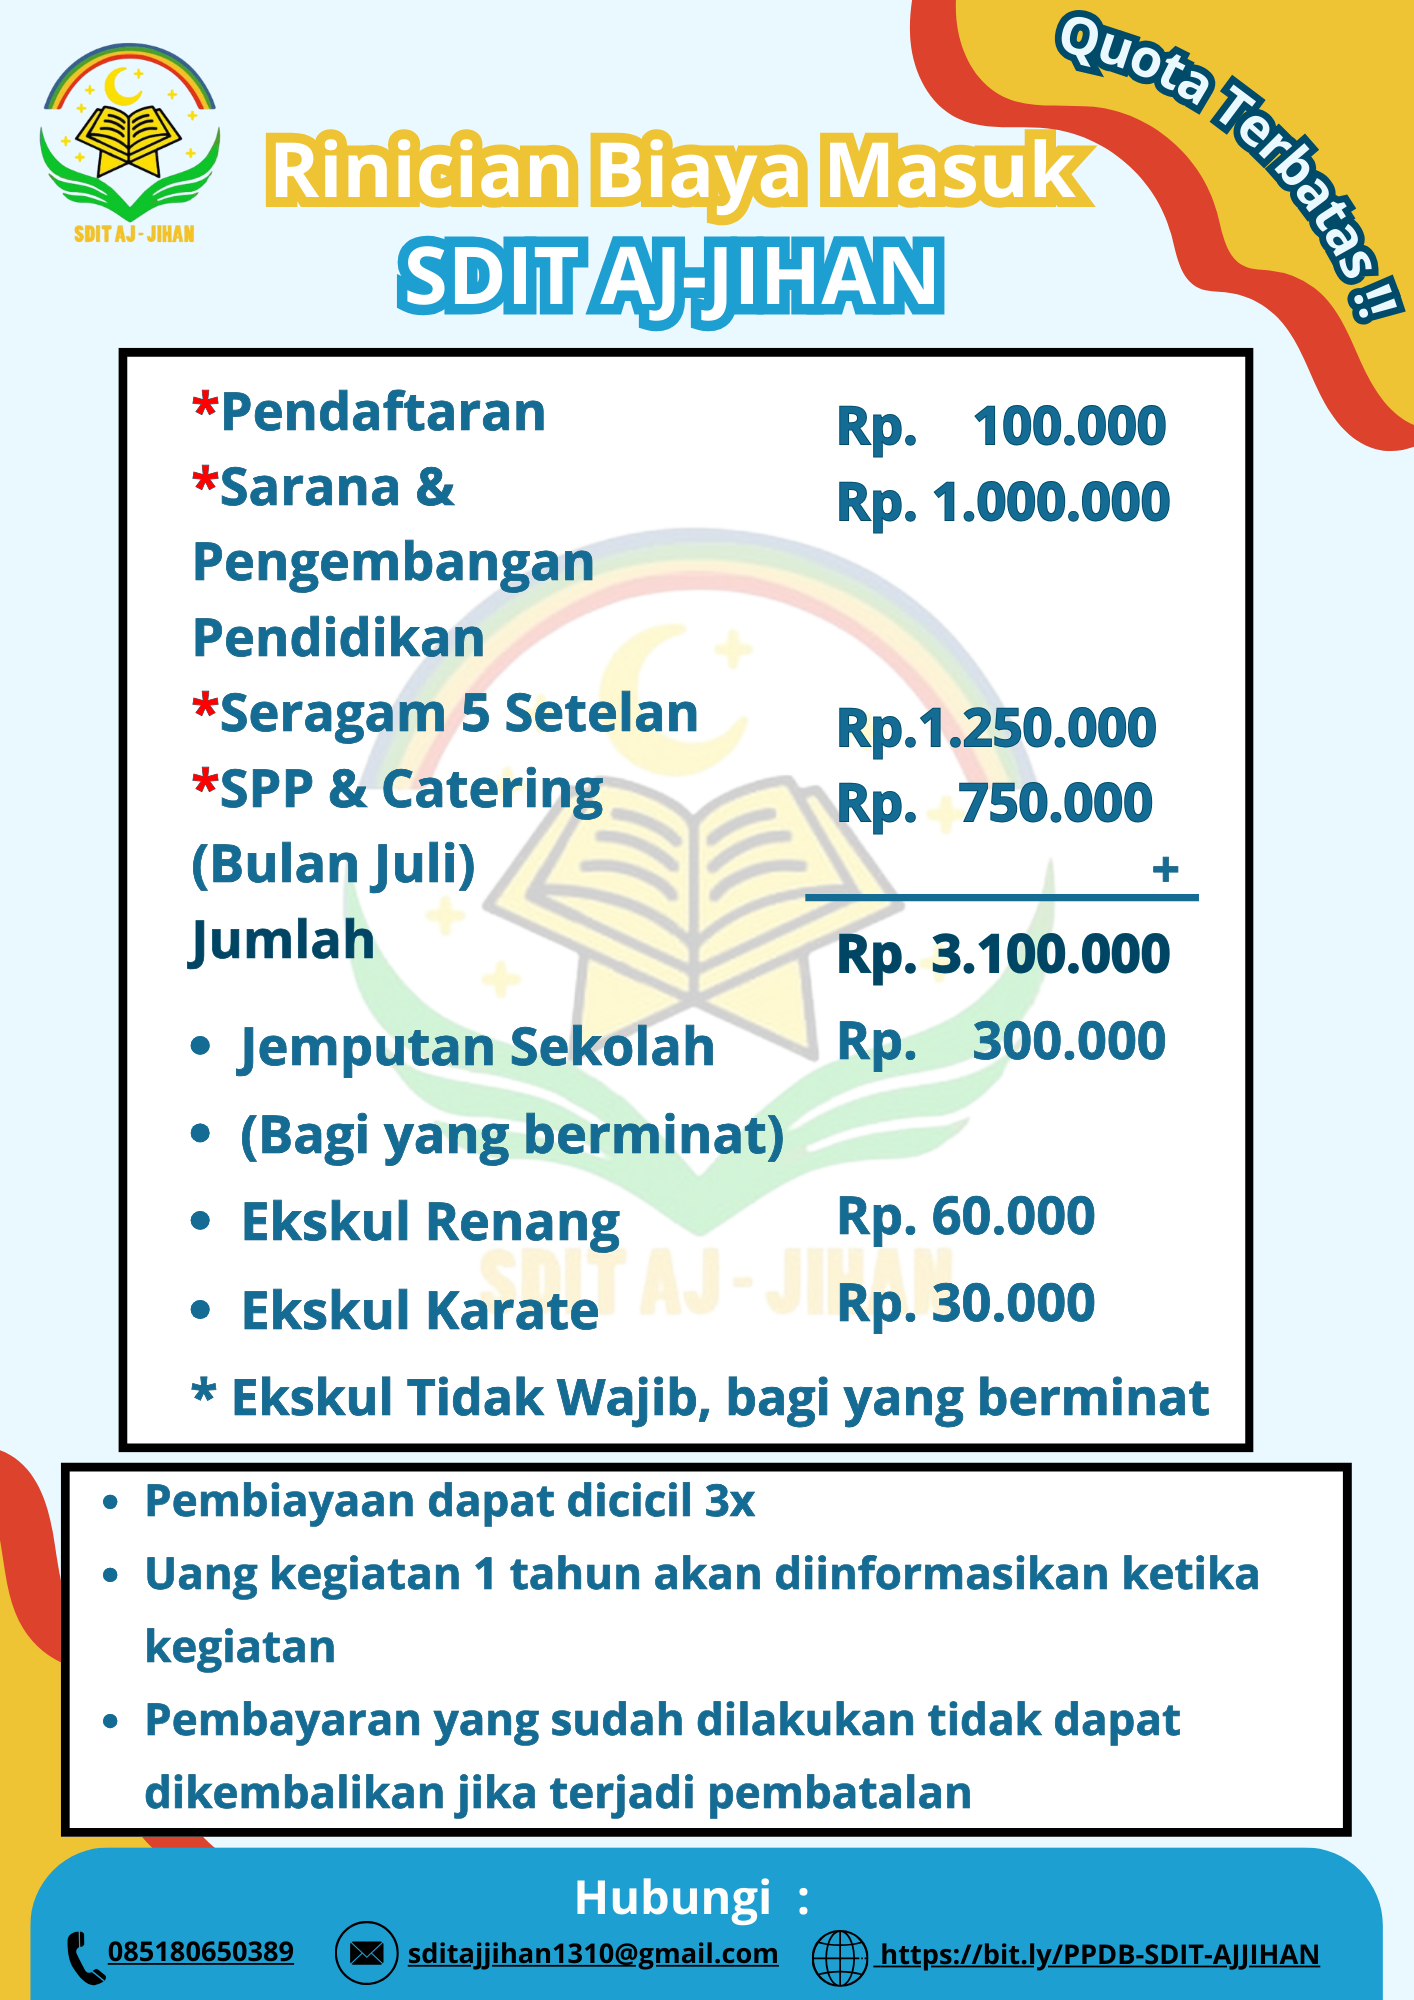 Quota Terbatas !!
SDIT AJ - JIHAN
Rinician Biaya Masuk
SDIT AJ-JIHAN
*Pendaftaran Rp. 100.000
*Sarana & Rp. 1.000.000
Pengembangan
Pendidikan
*Seragam 5 Setelan Rp.1.250.000
*SPP & Catering Rp. 750.000
(Bulan Juli) +
Jumlah Rp. 3.100.000
• Jemputan Sekolah Rp. 300.000
• (Bagi yang berminat)
• Ekskul Renang Rp. 60.000
SDIT AJ - JIHAN
• Ekskul Karate Rp. 30.000
* Ekskul Tidak Wajib, bagi yang berminat
• Pembiayaan dapat dicicil 3x
• Uang kegiatan 1 tahun akan diinformasikan ketika
kegiatan
• Pembayaran yang sudah dilakukan tidak dapat
dikembalikan jika terjadi pembatalan
Hubungi :
085180650389 sditajjihan1310@gmail.com https://bit.ly/PPDB-SDIT-AJJIHAN